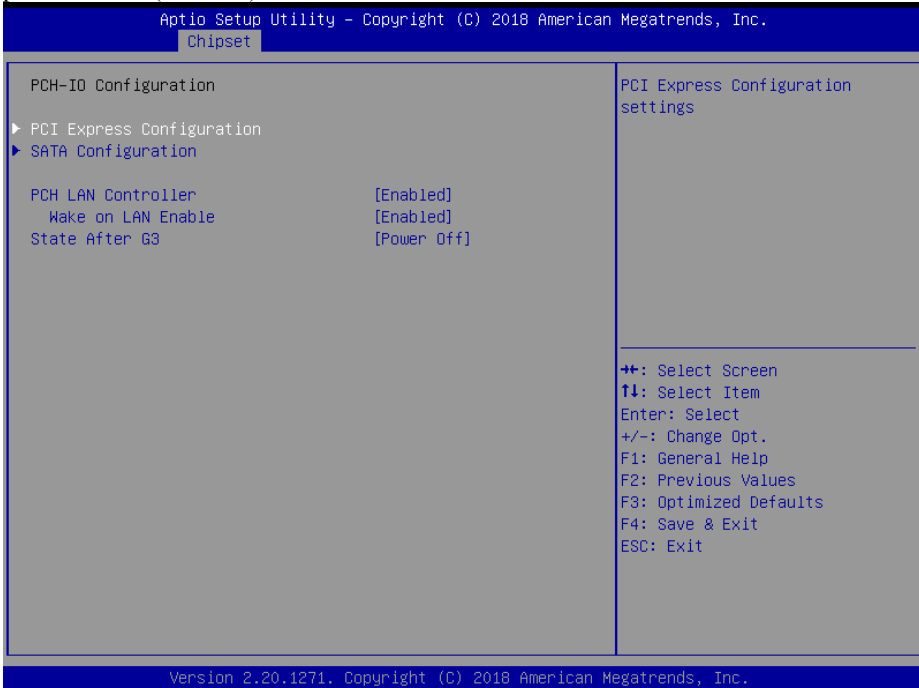 Aptio Setup Utility – Copyright (C) 2018 American Megatrends, Inc.
Chipset
PCH-IO Configuration
PCI Express Configuration
SATA Configuration
PCH LAN Controller [Enabled]
Wake on LAN Enable [Enabled]
State After G3 [Power Off]
PCI Express Configuration
settings
→←: Select Screen
↑↓: Select Item
Enter: Select
+/-: Change Opt.
F1: General Help
F2: Previous Values
F3: Optimized Defaults
F4: Save & Exit
ESC: Exit
Version 2.20.1271. Copyright (C) 2018 American Megatrends, Inc.